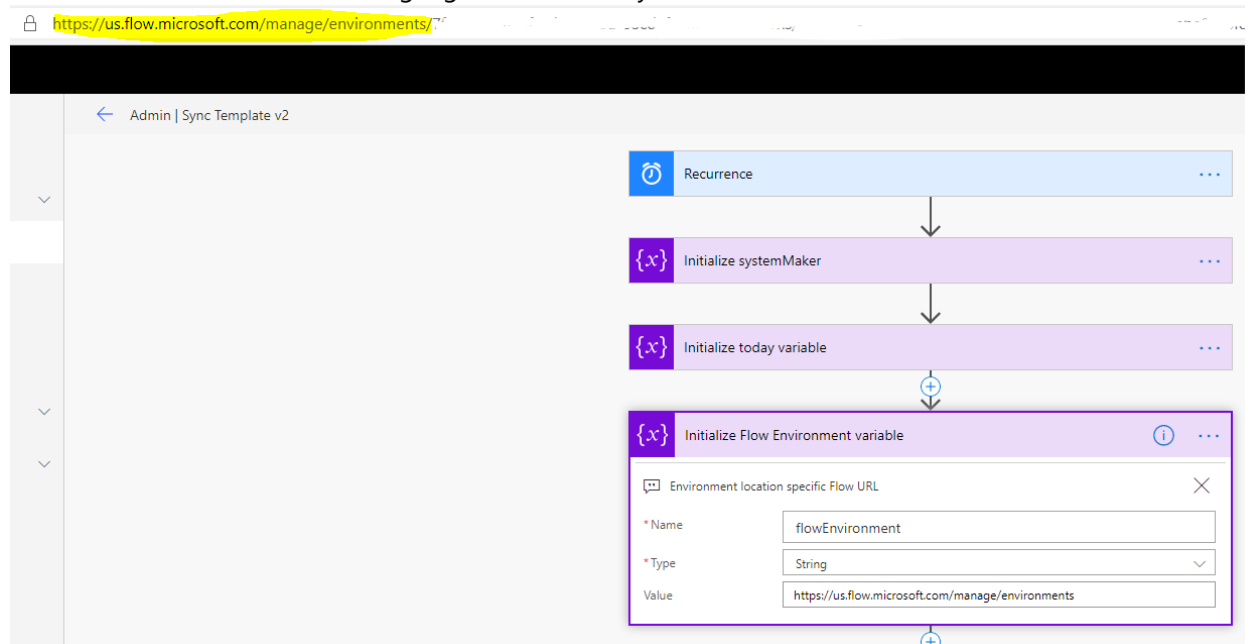 https://us.flow.microsoft.com/manage/environments/
Admin | Sync Template v2
Recurrence
{x} Initialize systemMaker
{x} Initialize today variable
{x} Initialize Flow Environment variable
Environment location specific Flow URL
* Name flowEnvironment
* Type String
Value https://us.flow.microsoft.com/manage/environments